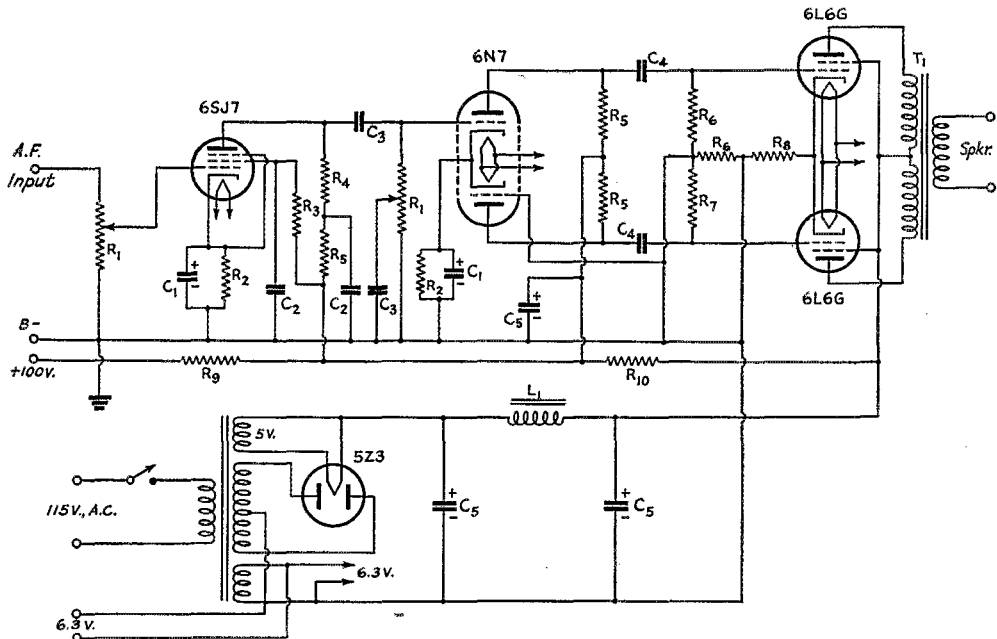 6L6G
6N7
C4
T1
6SJ7
C3
R5
R6
R6
R8
A.F.
Input
Spkr.
R4
R1
R3
R1
R5
R7
R5
C4
C1
+
-
R2
C2
C2
C3
R2
+
-
C1
6L6G
C5
+
-
B-
+100V.
R9
R10
L1
5V.
5Z3
115V., A.C.
+
-
C5
+
-
C5
6.3V.
6.3V.